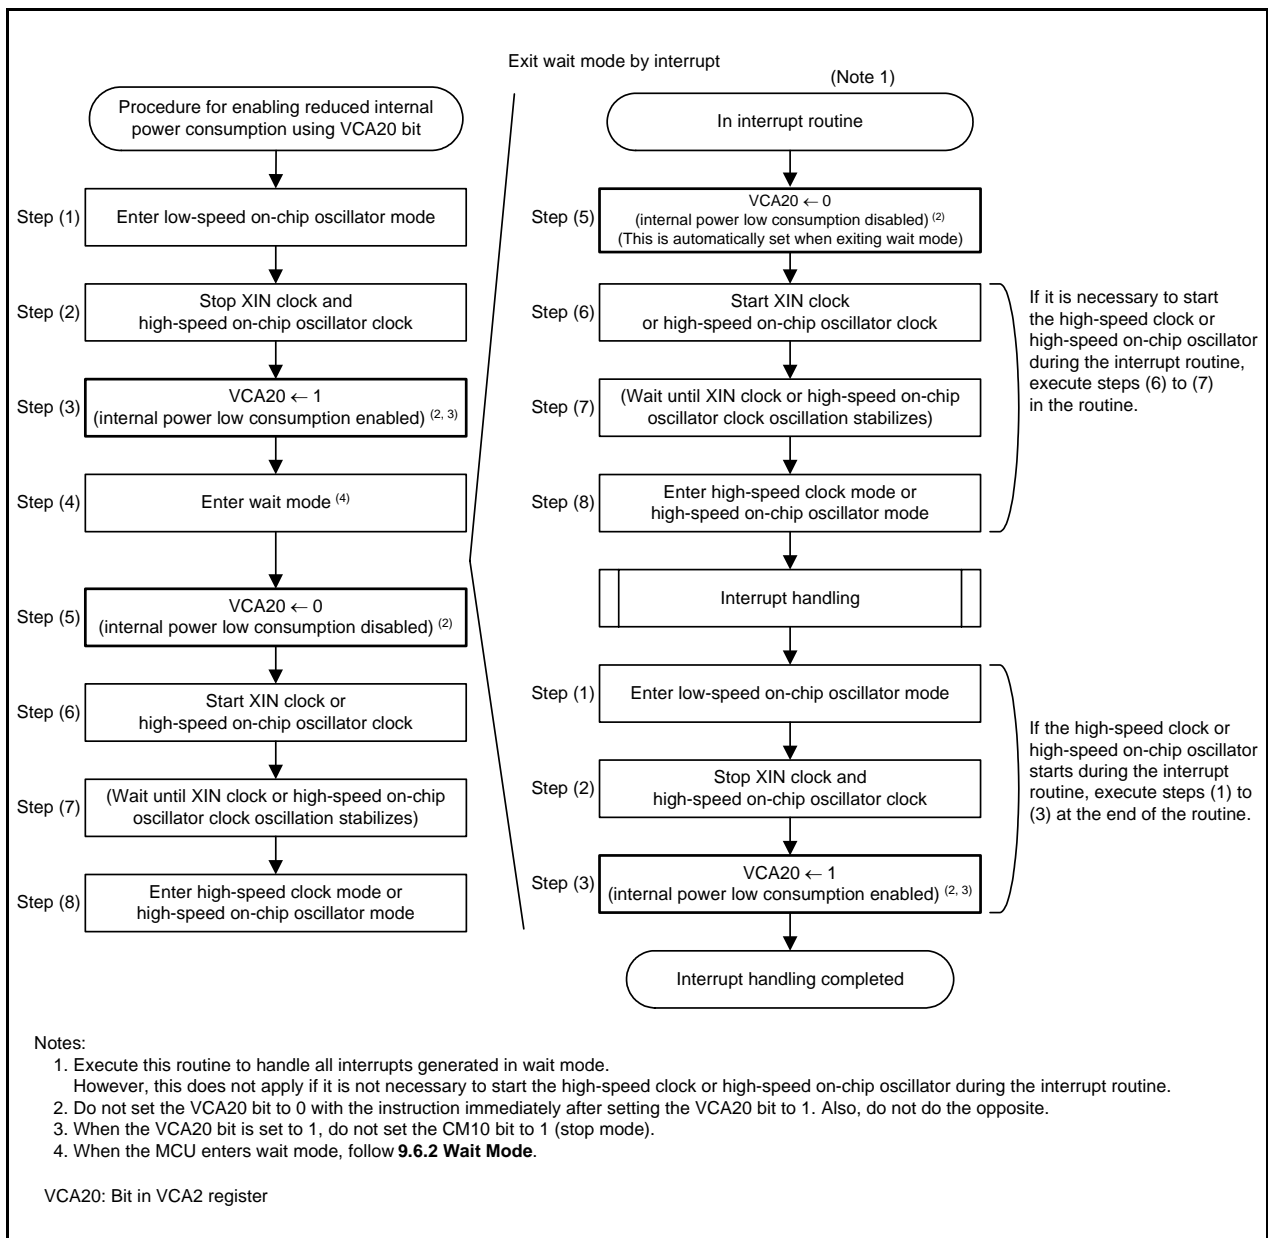 Exit wait mode by interrupt
(Note 1)
Procedure for enabling reduced internal
power consumption using VCA20 bit
Step (1)
Enter low-speed on-chip oscillator mode
Step (2)
Stop XIN clock and
high-speed on-chip oscillator clock
Step (3)
VCA20 ← 1
(internal power low consumption enabled) (2, 3)
Step (4)
Enter wait mode (4)
Step (5)
VCA20 ← 0
(internal power low consumption disabled) (2)
Step (6)
Start XIN clock or
high-speed on-chip oscillator clock
Step (7)
(Wait until XIN clock or high-speed on-chip
oscillator clock oscillation stabilizes)
Step (8)
Enter high-speed clock mode or
high-speed on-chip oscillator mode
In interrupt routine
Step (5)
VCA20 ← 0
(internal power low consumption disabled) (2)
(This is automatically set when exiting wait mode)
Step (6)
Start XIN clock
or high-speed on-chip oscillator clock
Step (7)
(Wait until XIN clock or high-speed on-chip
oscillator clock oscillation stabilizes)
Step (8)
Enter high-speed clock mode or
high-speed on-chip oscillator mode
If it is necessary to start
the high-speed clock or
high-speed on-chip oscillator
during the interrupt routine,
execute steps (6) to (7)
in the routine.
Interrupt handling
Step (1)
Enter low-speed on-chip oscillator mode
Step (2)
Stop XIN clock and
high-speed on-chip oscillator clock
Step (3)
VCA20 ← 1
(internal power low consumption enabled) (2, 3)
If the high-speed clock or
high-speed on-chip oscillator
starts during the interrupt
routine, execute steps (1) to
(3) at the end of the routine.
Interrupt handling completed
Notes:
1. Execute this routine to handle all interrupts generated in wait mode.
However, this does not apply if it is not necessary to start the high-speed clock or high-speed on-chip oscillator during the interrupt routine.
2. Do not set the VCA20 bit to 0 with the instruction immediately after setting the VCA20 bit to 1. Also, do not do the opposite.
3. When the VCA20 bit is set to 1, do not set the CM10 bit to 1 (stop mode).
4. When the MCU enters wait mode, follow 9.6.2 Wait Mode.
VCA20: Bit in VCA2 register